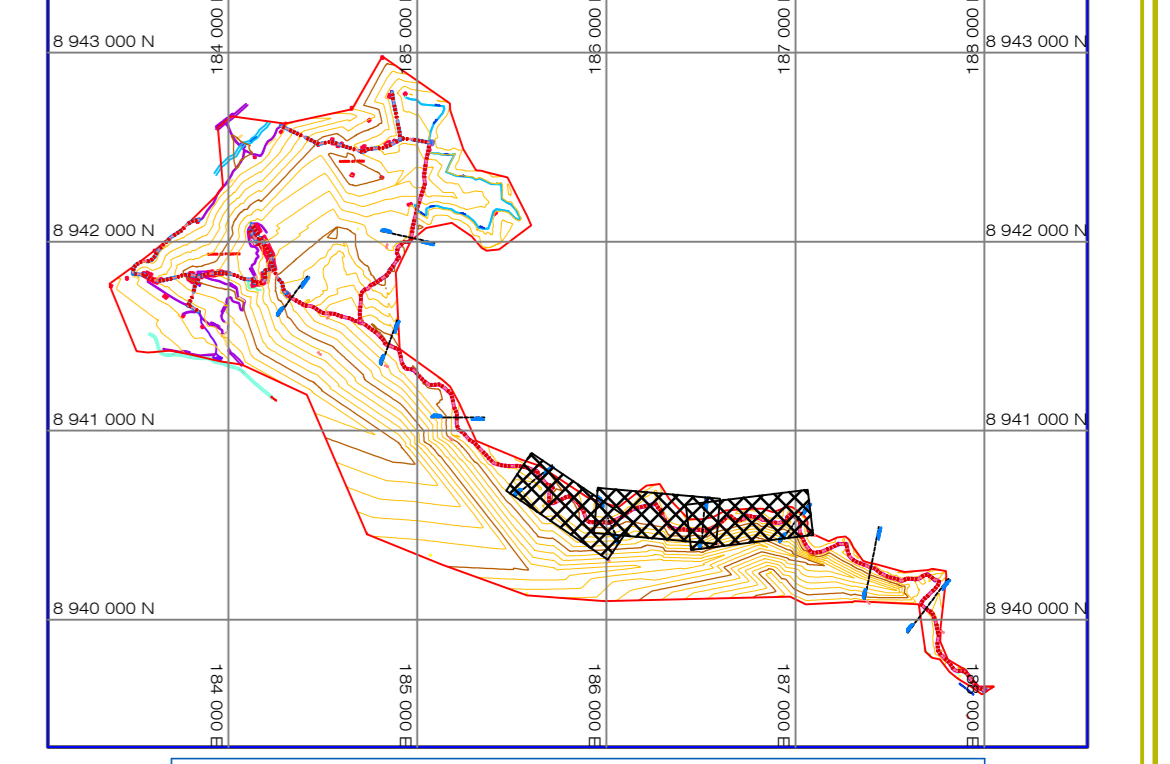 184 000 E
185 000 E
186 000 E
187 000 E
188 000 E
8 943 000 N
8 943 000 N
8 942 000 N
8 942 000 N
8 941 000 N
8 941 000 N
8 940 000 N
8 940 000 N
184 000 E
185 000 E
186 000 E
187 000 E